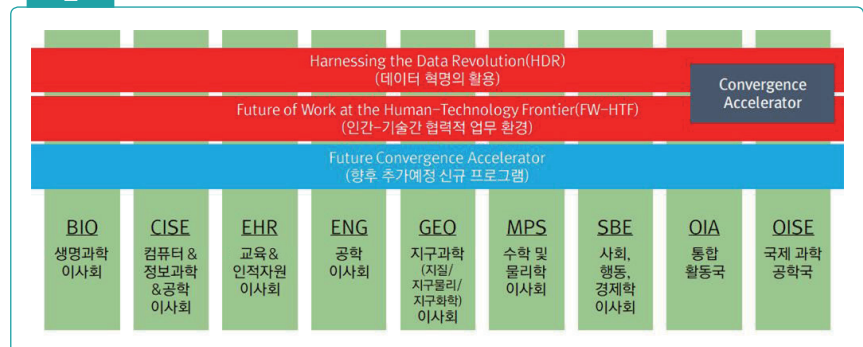 Harnessing the Data Revolution(HDR)
(데이터 혁명의 활용)
Convergence
Accelerator
Future of Work at the Human-Technology Frontier(FW-HTF)
(인간-기술간 협력적 업무 환경)
Future Convergence Accelerator
(향후 추가예정 신규 프로그램)
BIO
생명과학
이사회
CISE
컴퓨터 &
정보과학
&공학
이사회
EHR
교육&
인적자원
이사회
ENG
공학
이사회
GEO
지구과학
(지질/
지구물리/
지구화학)
이사회
MPS
수학 및
물리학
이사회
SBE
사회,
행동,
경제학
이사회
OIA
통합
활동국
OISE
국제 과학
공학국